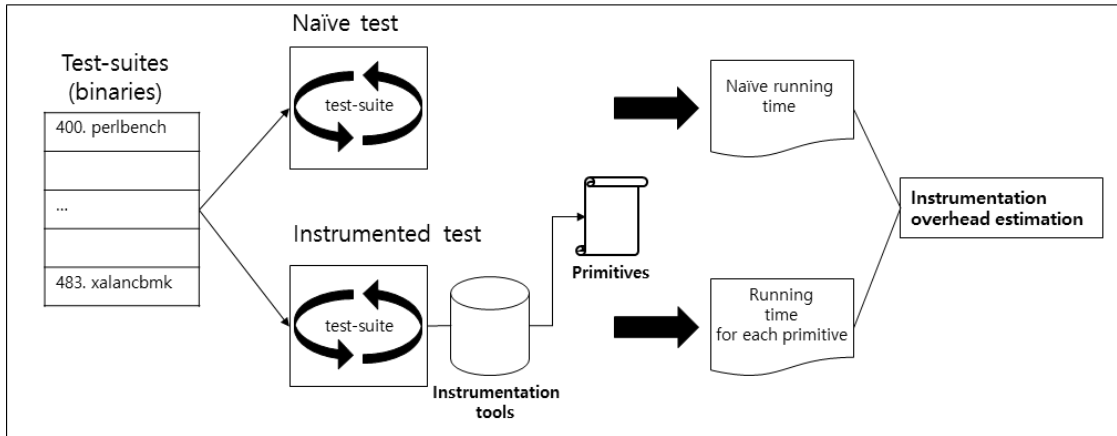 Naïve test
Test-suites
(binaries)
400. perlbench
...
483. xalancbmk
test-suite
Naïve running
time
Instrumented test
test-suite
Instrumentation
tools
Primitives
Running
time
for each primitive
Instrumentation
overhead estimation